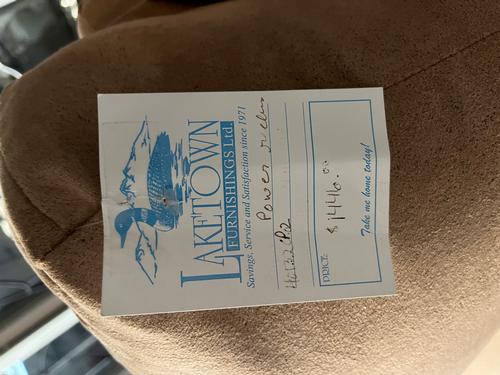 LAKETOWN
FURNISHINGS Ltd.
Savings, Service and Satisfaction since 1971
Power
PRICE:
$1446.00
Take me home today!